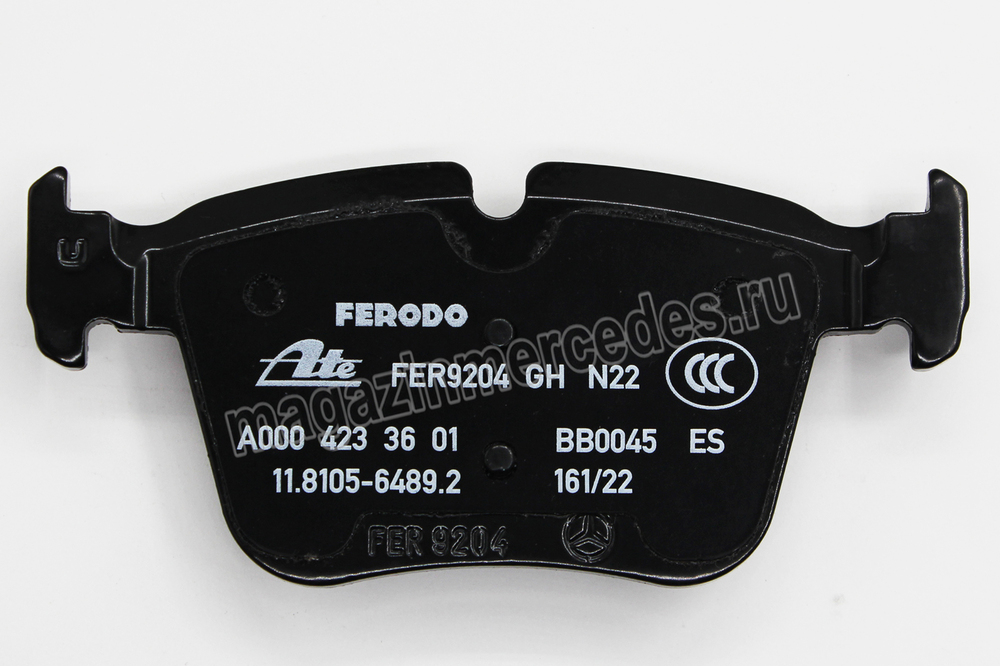 U
FERODO
Ate FER9204 GH N22 CCC
A000 423 36 01 BB0045 ES
11.8105-6489.2 161/22
FER 9204
magazinmercedes.ru